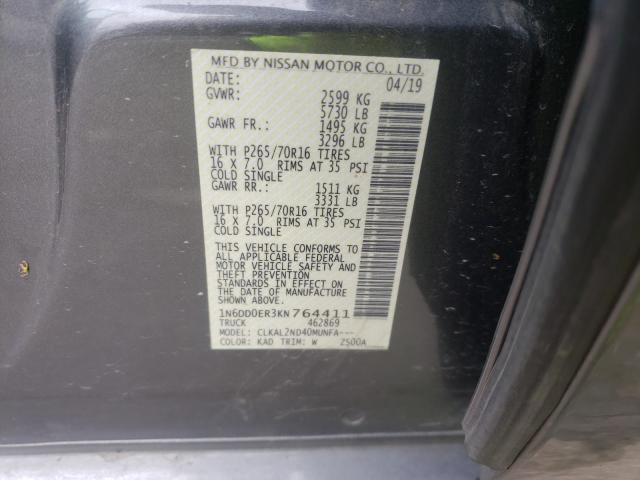 MFD BY NISSAN MOTOR CO., LTD.
DATE: 04/19
GVWR: 2599 KG
5730 LB
GAWR FR.: 1495 KG
3296 LB
WITH P265/70R16 TIRES
16 X 7.0 RIMS AT 35 PSI
COLD SINGLE
GAWR RR.: 1511 KG
3331 LB
WITH P265/70R16 TIRES
16 X 7.0 RIMS AT 35 PSI
COLD SINGLE
THIS VEHICLE CONFORMS TO
ALL APPLICABLE FEDERAL
MOTOR VEHICLE SAFETY AND
THEFT PREVENTION
STANDARDS IN EFFECT ON
THE DATE OF MANUFACTURE
SHOWN ABOVE.
1N6DD0ER3KN764411
TRUCK 462869
MODEL: CLKAL2ND40MUNFA---
COLOR: KAD TRIM: W 2500A